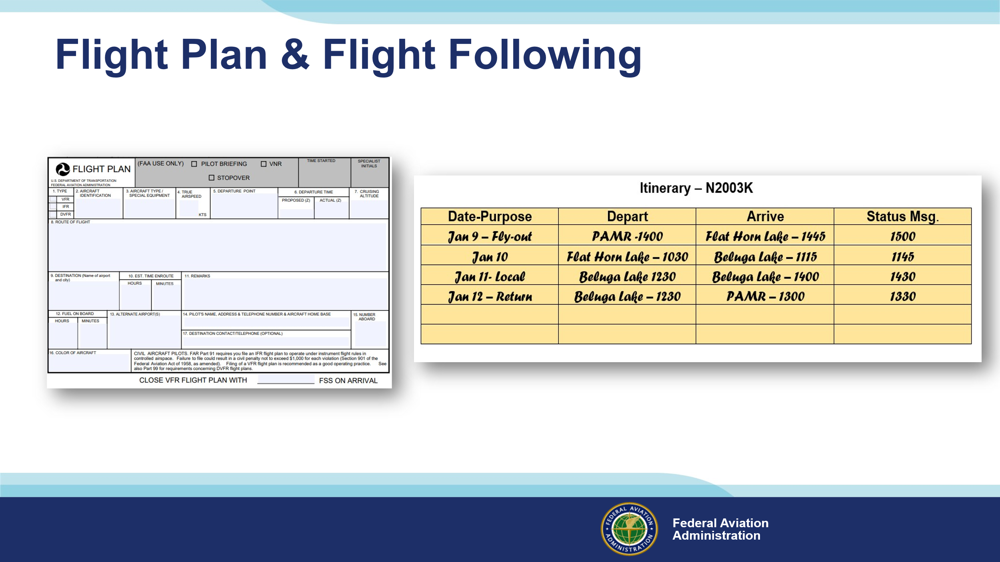 Flight Plan & Flight Following
FLIGHT PLAN
U.S. DEPARTMENT OF TRANSPORTATION
FEDERAL AVIATION ADMINISTRATION
(FAA USE ONLY) PILOT BRIEFING VNR
STOPOVER
TIME STARTED
SPECIALIST
INITIALS
1. TYPE
VFR
IFR
DVFR
2. AIRCRAFT
IDENTIFICATION
3. AIRCRAFT TYPE /
SPECIAL EQUIPMENT
4. TRUE
AIRSPEED
KTS
5. DEPARTURE POINT
6. DEPARTURE TIME
PROPOSED (Z) ACTUAL (Z)
7. CRUISING
ALTITUDE
8. ROUTE OF FLIGHT
9. DESTINATION (Name of airport
and city)
10. EST. TIME ENROUTE
HOURS MINUTES
11. REMARKS
12. FUEL ON BOARD
HOURS MINUTES
13. ALTERNATE AIRPORT(S)
14. PILOT'S NAME, ADDRESS & TELEPHONE NUMBER & AIRCRAFT HOME BASE
17. DESTINATION CONTACT/TELEPHONE (OPTIONAL)
15. NUMBER
ABOARD
16. COLOR OF AIRCRAFT
CIVIL AIRCRAFT PILOTS. FAR Part 91 requires you file an IFR flight plan to operate under instrument flight rules in
controlled airspace. Failure to file could result in a civil penalty not to exceed $1,000 for each violation (Section 901 of the
Federal Aviation Act of 1958, as amended). Filing of a VFR flight plan is recommended as a good operating practice. See
also Part 99 for requirements concerning DVFR flight plans.
CLOSE VFR FLIGHT PLAN WITH FSS ON ARRIVAL
Itinerary – N2003K
Date-Purpose Depart Arrive Status Msg.
Jan 9 – Fly-out PAMR -1400 Flat Horn Lake – 1445 1500
Jan 10 Flat Horn Lake – 1030 Beluga Lake – 1115 1145
Jan 11- Local Beluga Lake 1230 Beluga Lake – 1400 1430
Jan 12 – Return Beluga Lake – 1230 PAMR – 1300 1330
FEDERAL AVIATION
ADMINISTRATION
Federal Aviation
Administration